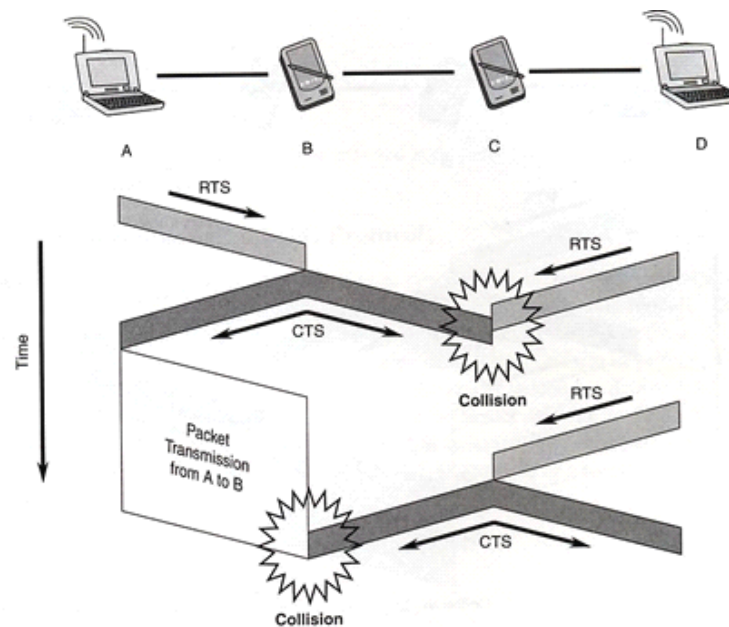 A
B
C
D
RTS
RTS
Time
CTS
Collision
RTS
Packet
Transmission
from A to B
CTS
Collision